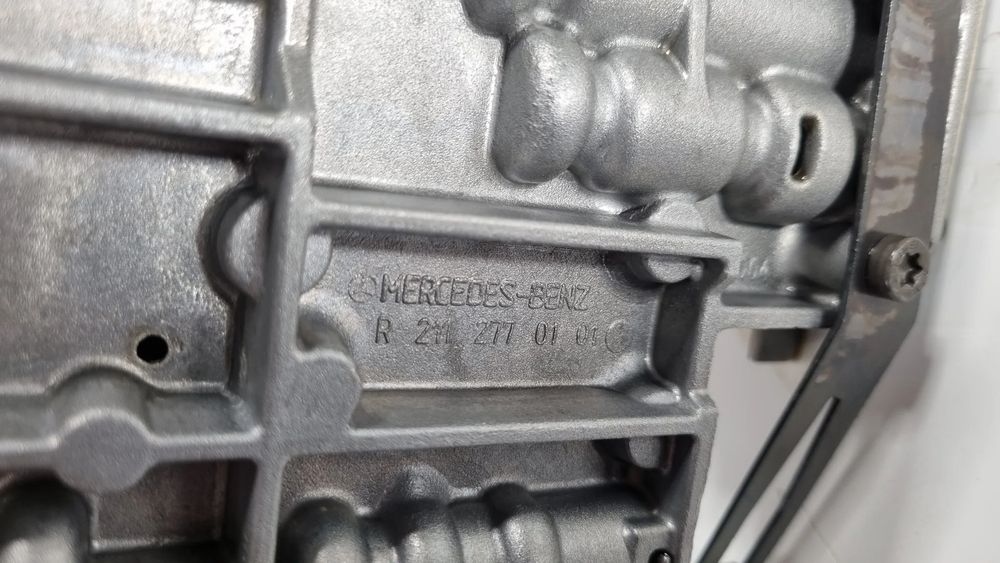 MERCEDES-BENZ
R 211 277 01 01